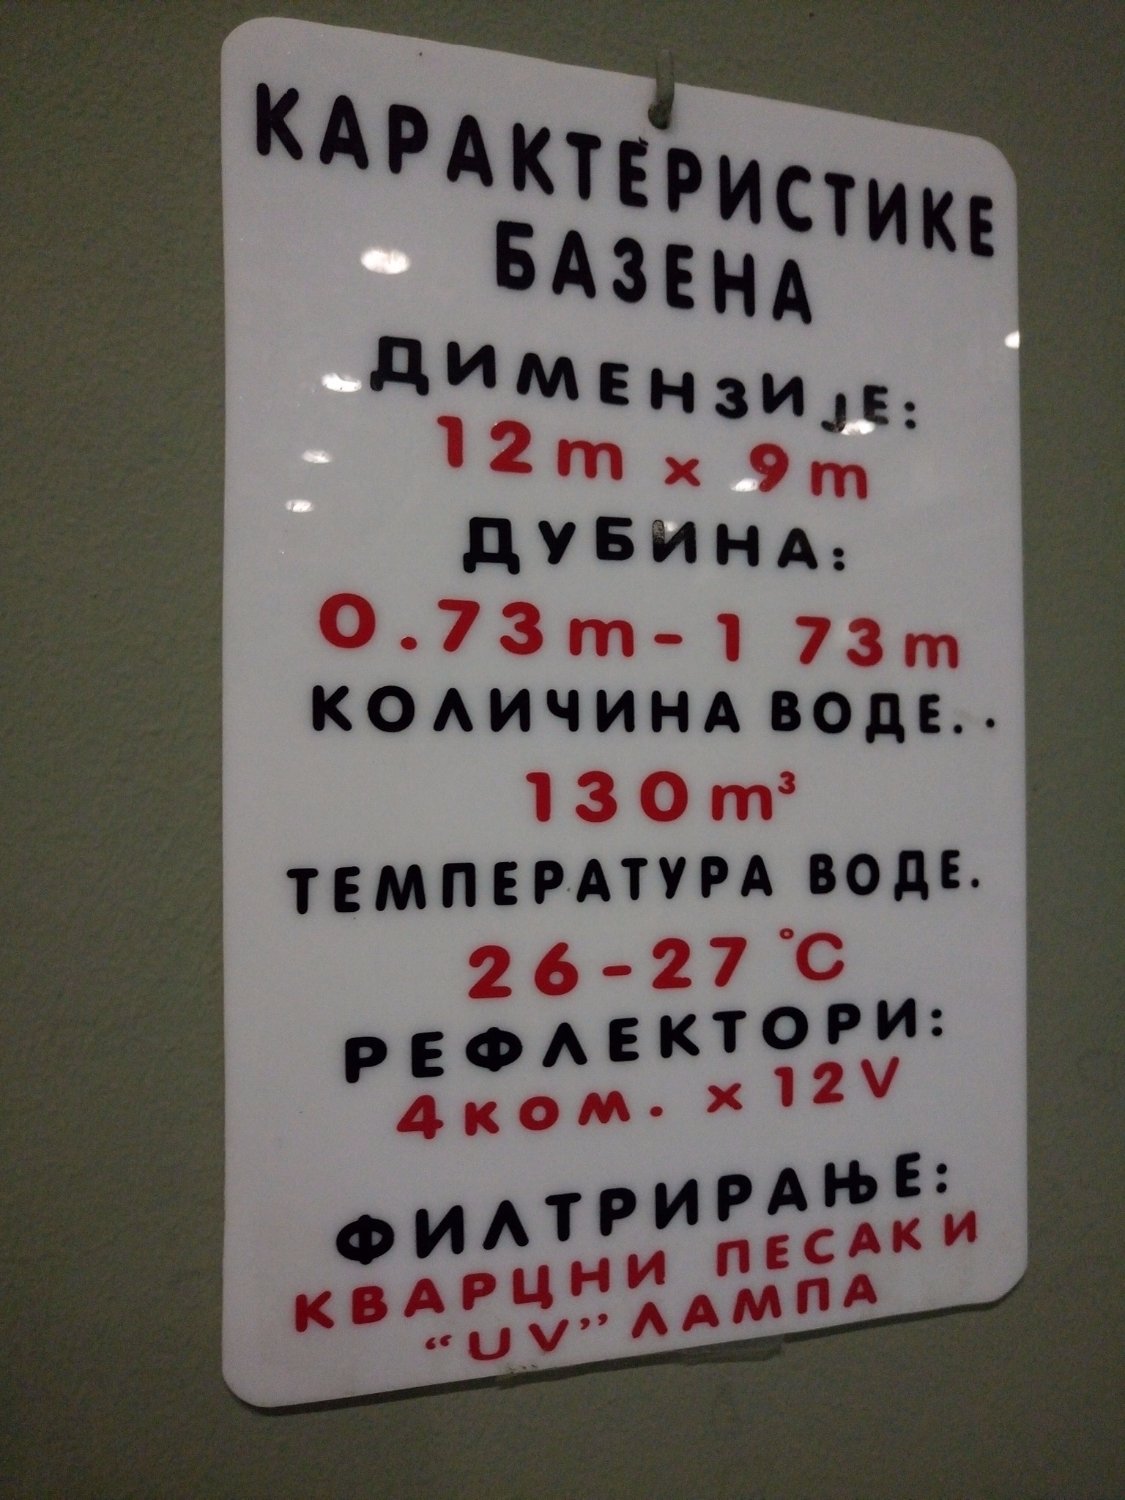 КАРАКТЕРИСТИКЕ
БАЗЕНА
ДИМЕНЗИЈЕ:
12m x 9m
ДУБИНА:
0.73m-1 73m
КОЛИЧИНА ВОДЕ. .
130m³
ТЕМПЕРАТУРА ВОДЕ.
26-27 °C
РЕФЛЕКТОРИ:
4ком. x 12V
ФИЛТРИРАЊЕ:
КВАРЦНИ ПЕСАК И
“UV” ЛАМПА